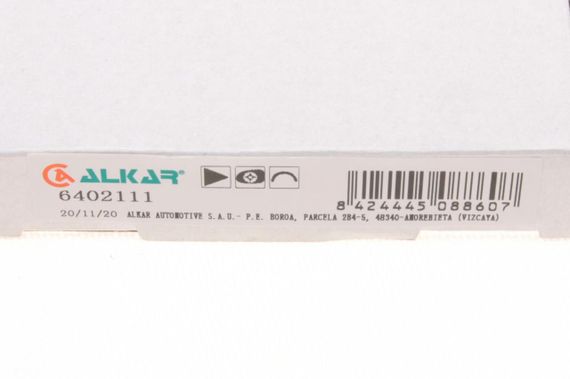 ALKAR®
6402111
20/11/20 ALKAR AUTOMOTIVE S.A.U.- P.E. BOROA, PARCELA 2B4-5, 48340-AMOREBIETA (VIZCAYA)
8 424445 088607